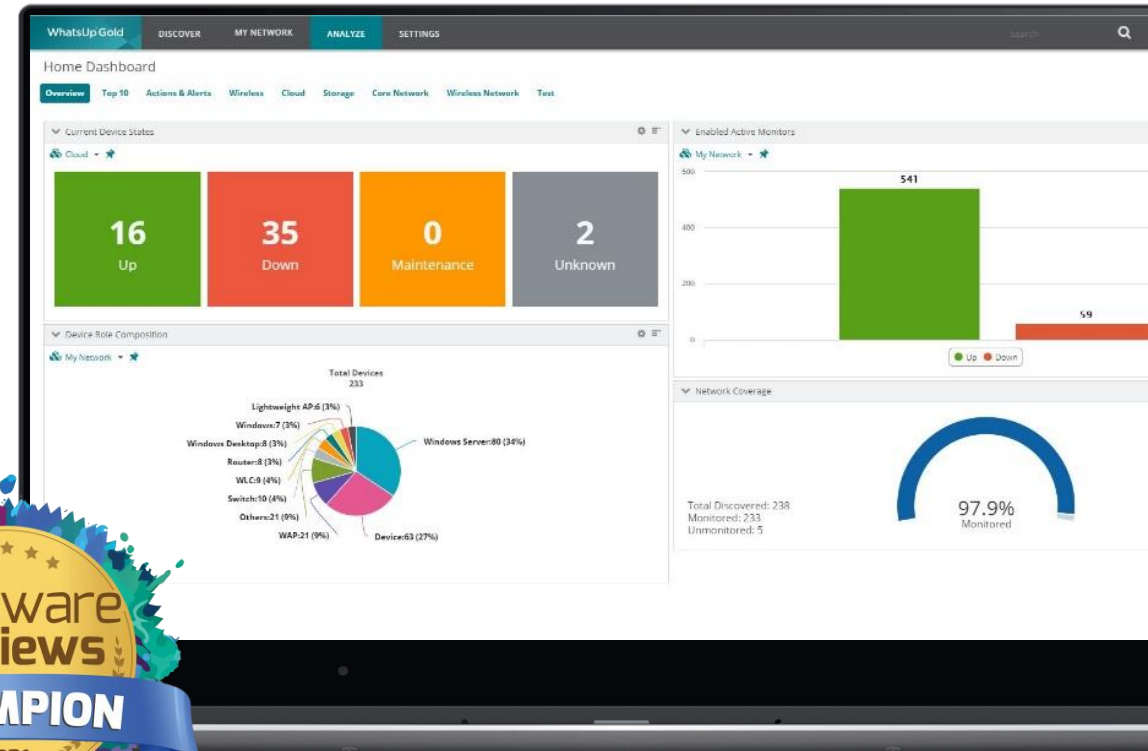 WhatsUp Gold DISCOVER MY NETWORK ANALYZE SETTINGS Search
Home Dashboard
Overview Top 10 Actions & Alerts Wireless Cloud Storage Core Network Wireless Network Test
Current Device States
Cloud
16
Up
35
Down
0
Maintenance
2
Unknown
Enabled Active Monitors
My Network
600
400
200
0
541
59
Up Down
Device Role Composition
My Network
Total Devices
233
Lightweight AP:6 (3%)
Windows:7 (3%)
Windows Desktop:8 (3%)
Router:8 (3%)
WLC:9 (4%)
Switch:10 (4%)
Others:21 (9%)
WAP:21 (9%)
Device:63 (27%)
Windows Server:80 (34%)
Network Coverage
Total Discovered: 238
Monitored: 233
Unmonitored: 5
97.9%
Monitored
ware
iews
MPION